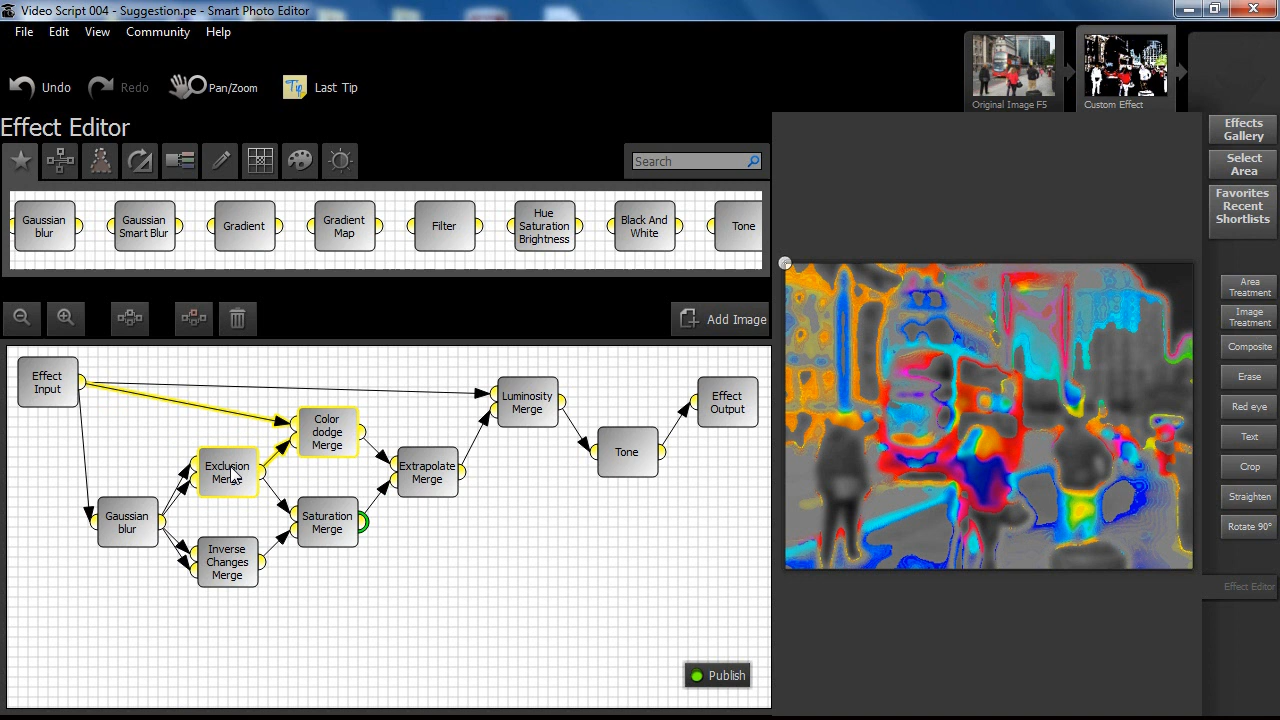 Video Script 004 - Suggestion.pe - Smart Photo Editor
File Edit View Community Help
Undo Redo Pan/Zoom Tip Last Tip
Original Image F5
Custom Effect
Effect Editor
Search
Gaussian
blur
Gaussian
Smart Blur
Gradient
Gradient
Map
Filter
Hue
Saturation
Brightness
Black And
White
Tone
Add Image
Effect
Input
Color
dodge
Merge
Luminosity
Merge
Effect
Output
Exclusion
Merge
Extrapolate
Merge
Tone
Gaussian
blur
Saturation
Merge
Inverse
Changes
Merge
Publish
Effects
Gallery
Select
Area
Favorites
Recent
Shortlists
Area
Treatment
Image
Treatment
Composite
Erase
Red eye
Text
Crop
Straighten
Rotate 90°
Effect Editor